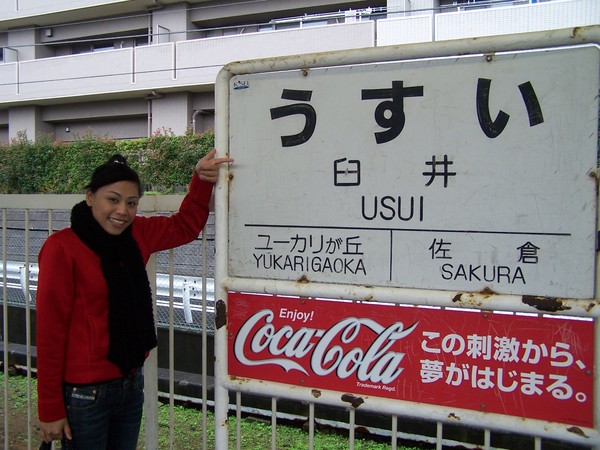 うすい
臼井
USUI
ユーカリが丘 佐倉
YUKARIGAOKA SAKURA
Enjoy!
Coca-Cola
Trademark Regd.
この刺激から、
夢がはじまる。